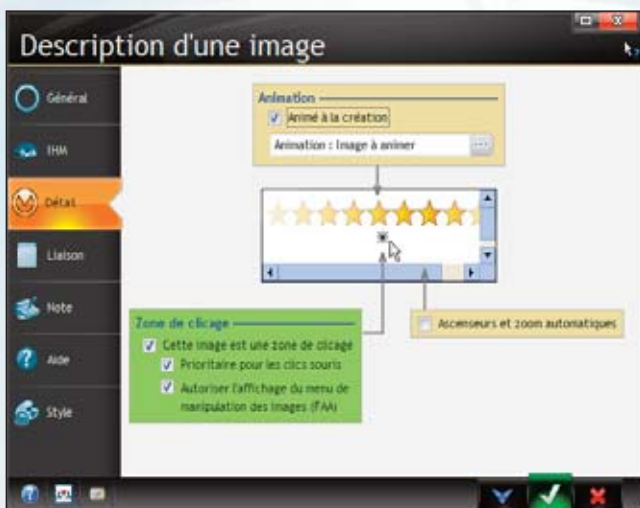 Description d'une image
Général
IHM
Détail
Liaison
Note
Aide
Style
Animation
Animé à la création
Animation : Image à animer
...
Zone de clicage
Cette image est une zone de clicage
Prioritaire pour les clics souris
Autoriser l'affichage du menu de
manipulation des images (FAA)
Ascenseurs et zoom automatiques